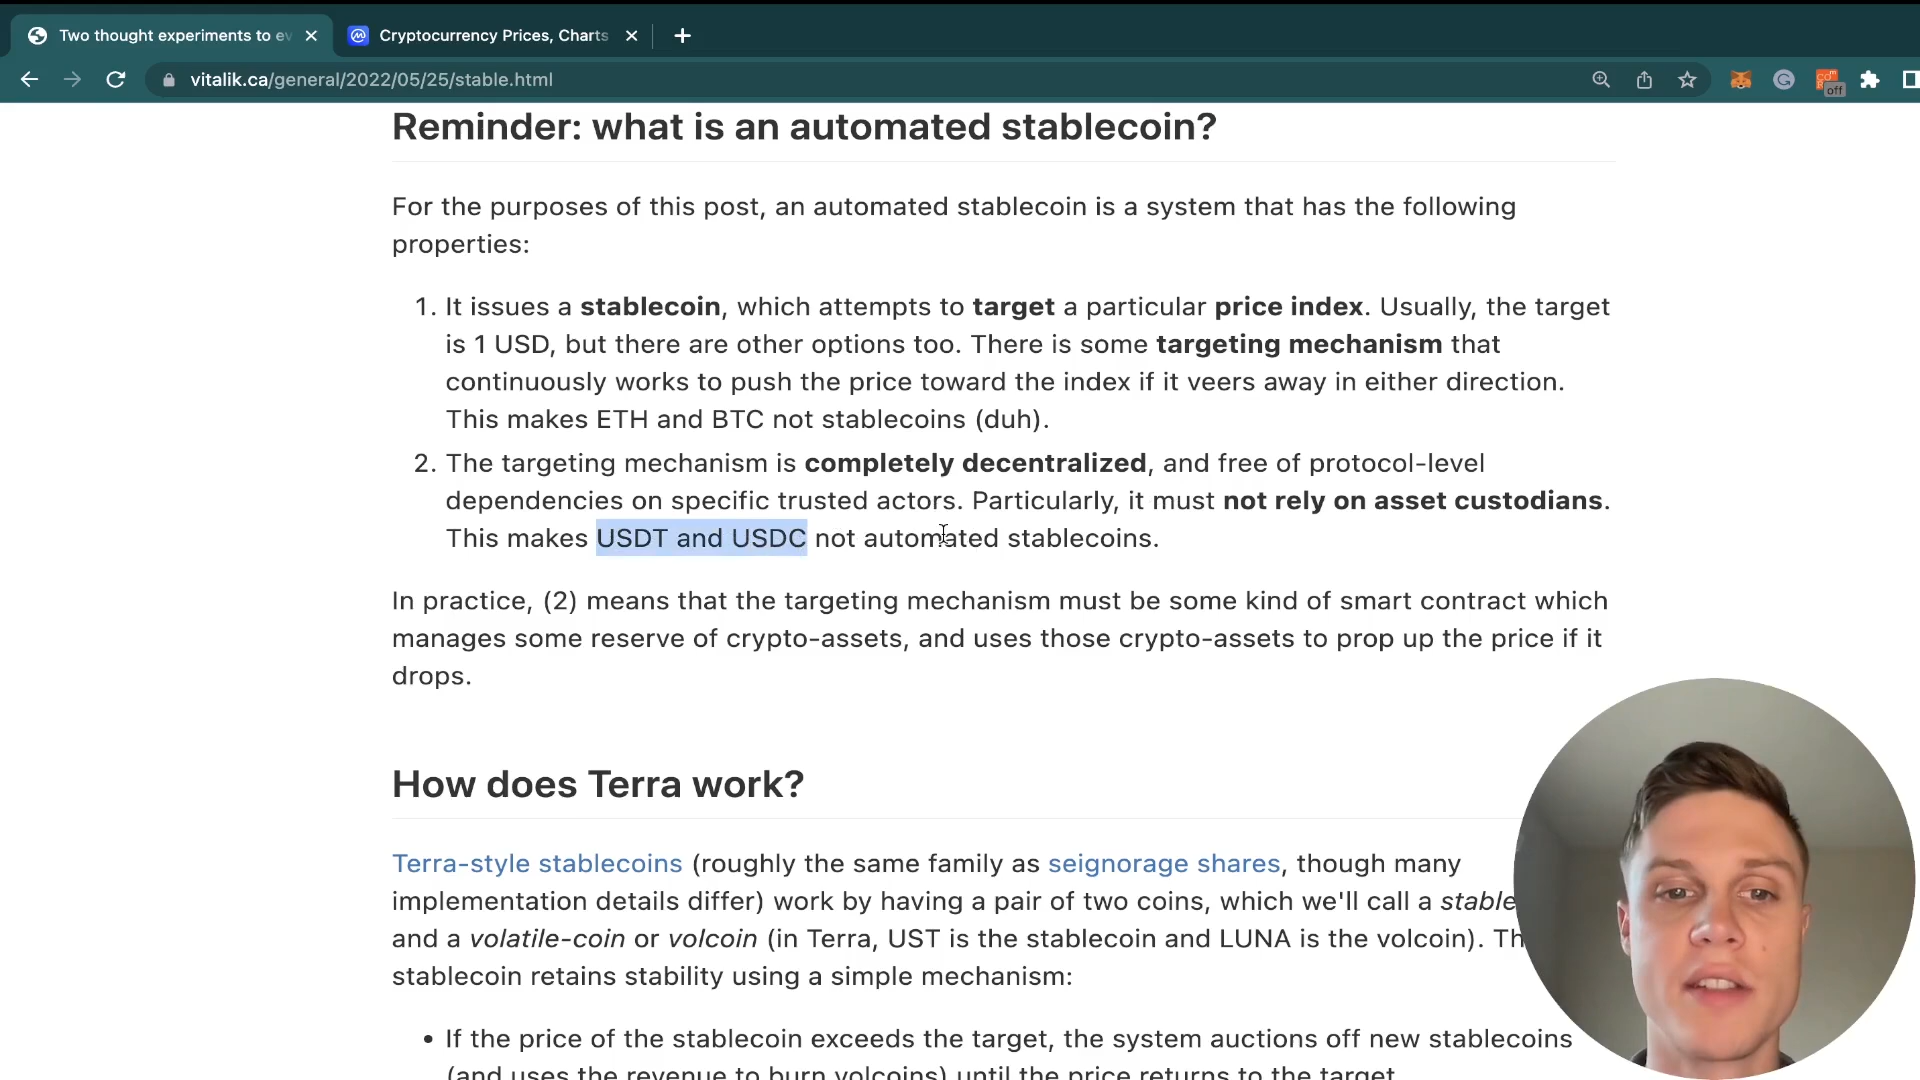 Two thought experiments to ev
Cryptocurrency Prices, Charts
vitalik.ca/general/2022/05/25/stable.html
off
Reminder: what is an automated stablecoin?
For the purposes of this post, an automated stablecoin is a system that has the following
properties:
1. It issues a stablecoin, which attempts to target a particular price index. Usually, the target
is 1 USD, but there are other options too. There is some targeting mechanism that
continuously works to push the price toward the index if it veers away in either direction.
This makes ETH and BTC not stablecoins (duh).
2. The targeting mechanism is completely decentralized, and free of protocol-level
dependencies on specific trusted actors. Particularly, it must not rely on asset custodians.
This makes USDT and USDC not automated stablecoins.
In practice, (2) means that the targeting mechanism must be some kind of smart contract which
manages some reserve of crypto-assets, and uses those crypto-assets to prop up the price if it
drops.
How does Terra work?
Terra-style stablecoins (roughly the same family as seignorage shares, though many
implementation details differ) work by having a pair of two coins, which we'll call a stable
and a volatile-coin or volcoin (in Terra, UST is the stablecoin and LUNA is the volcoin). Th
stablecoin retains stability using a simple mechanism:
• If the price of the stablecoin exceeds the target, the system auctions off new stablecoins
(and uses the revenue to burn volcoins) until the price returns to the target